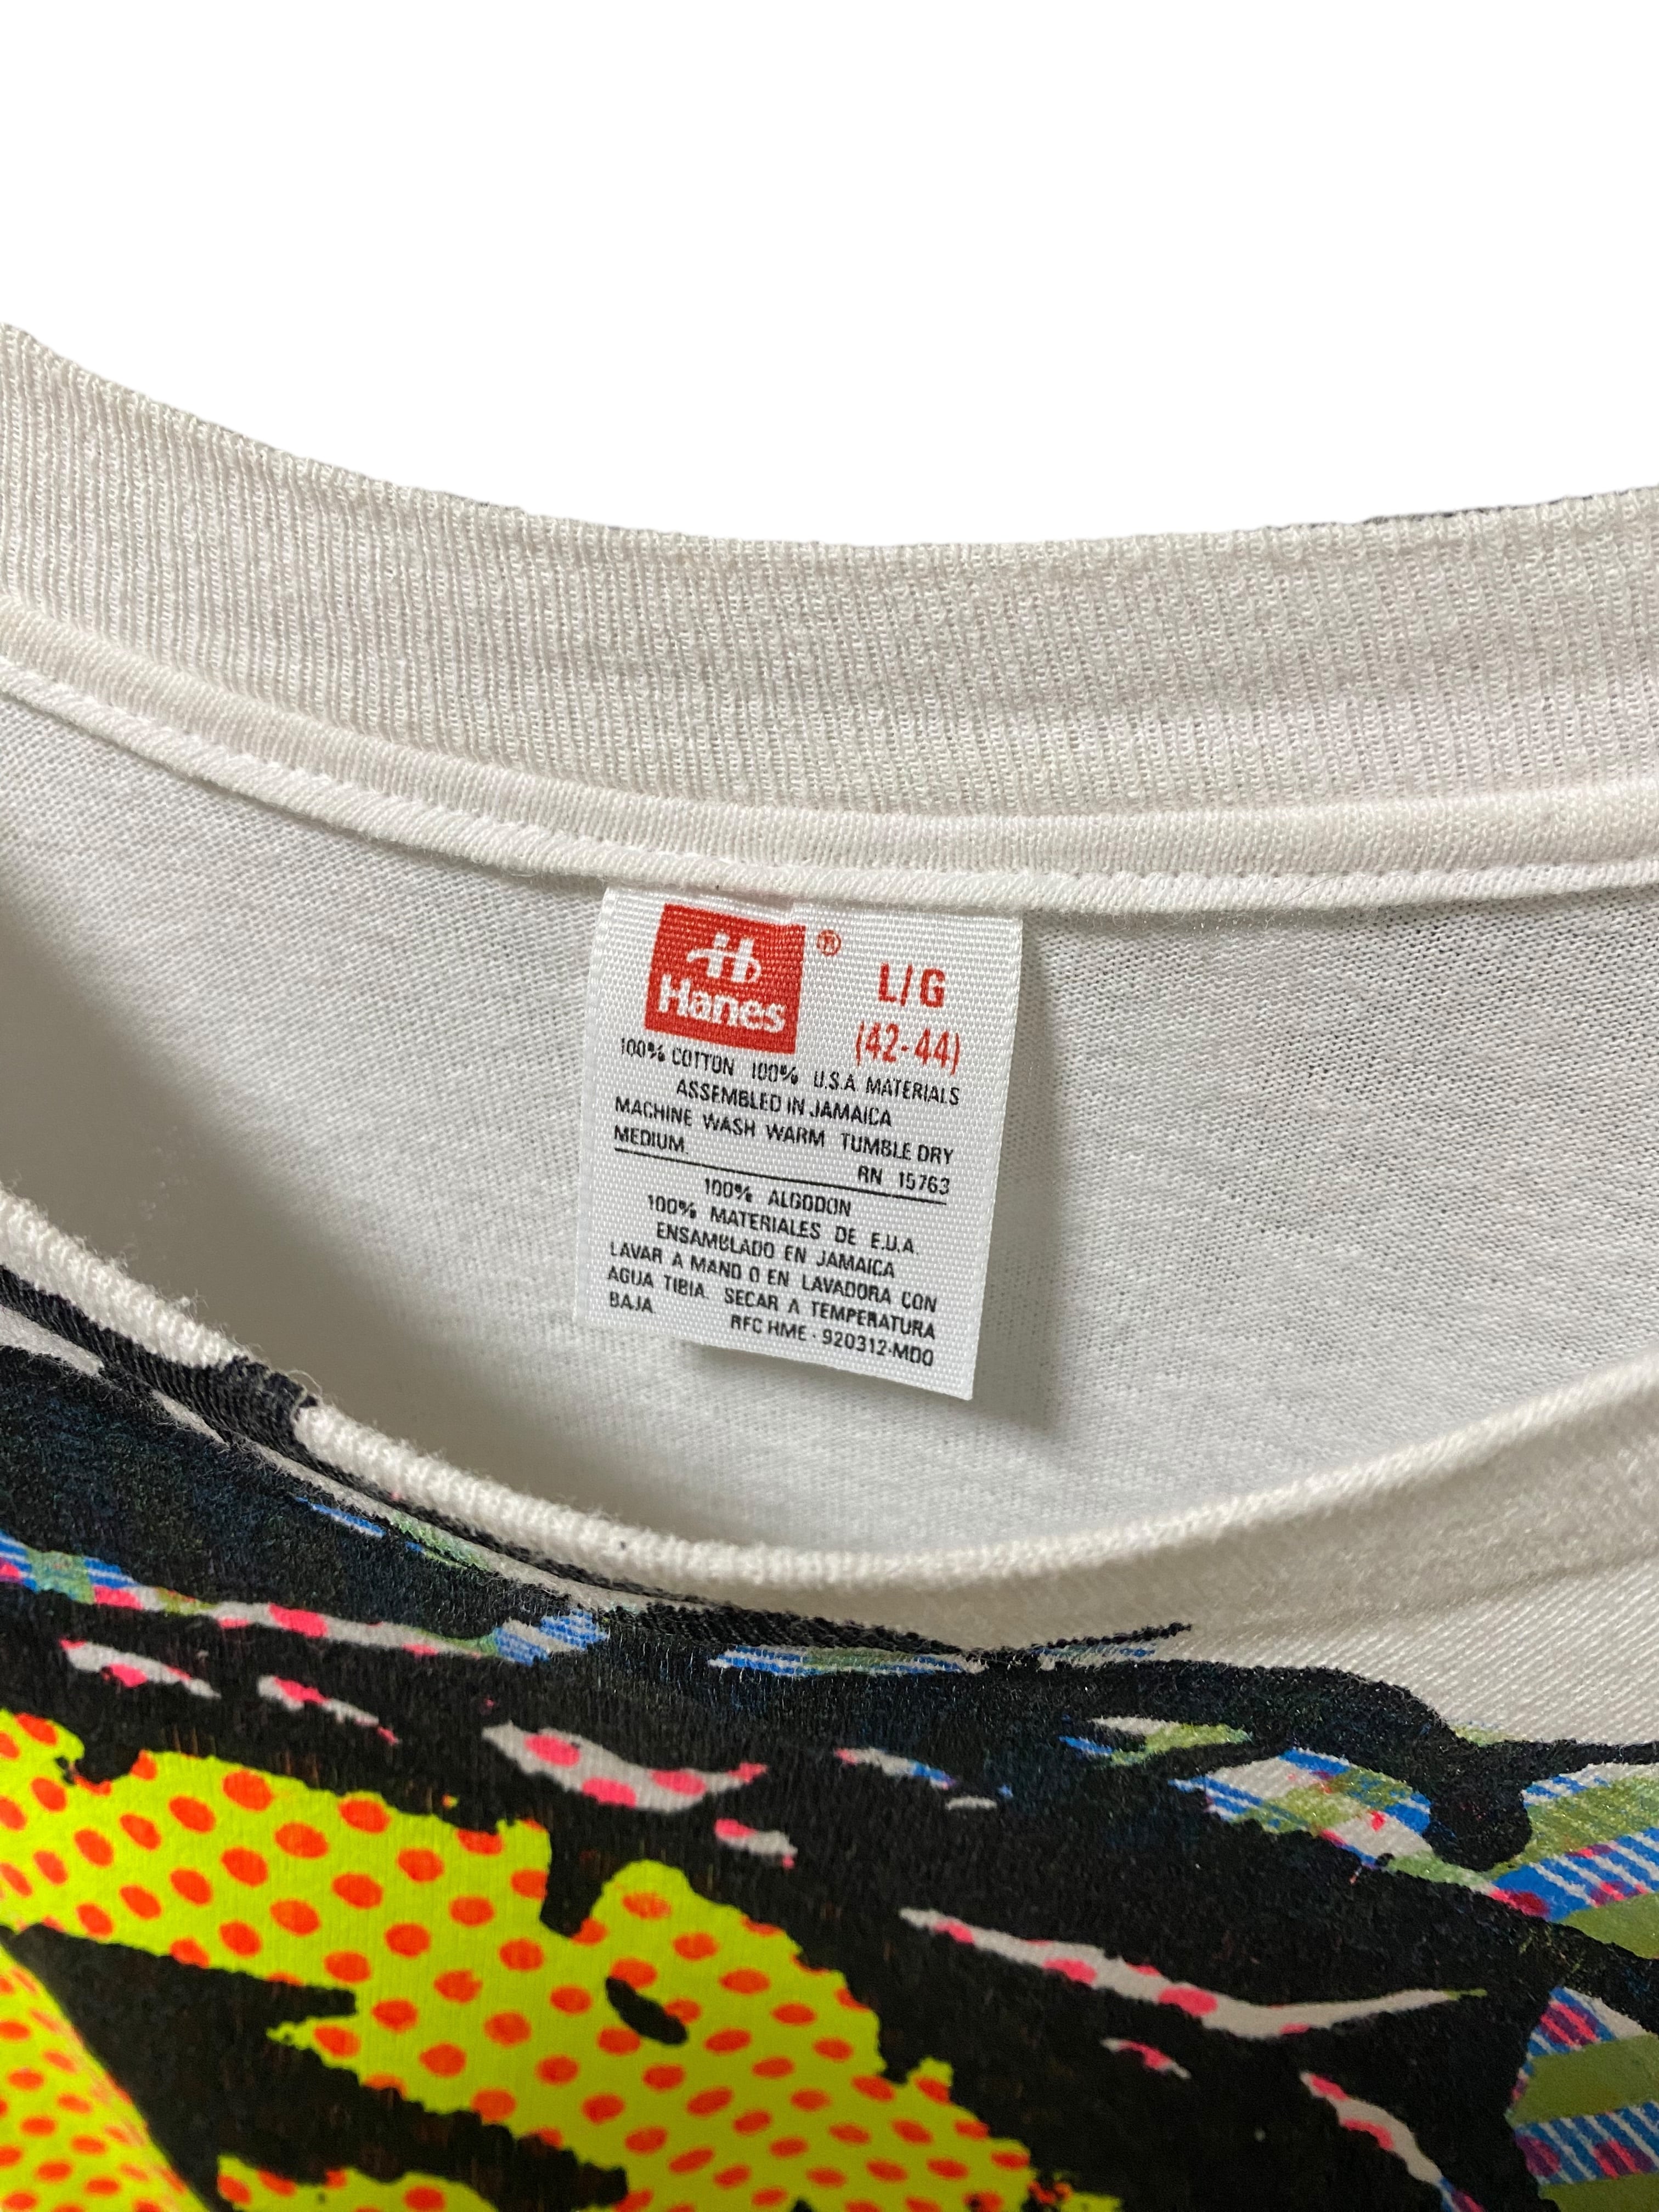 Hanes ®
L/G
(42-44)
100% COTTON 100% U.S.A. MATERIALS
ASSEMBLED IN JAMAICA
MACHINE WASH WARM TUMBLE DRY
MEDIUM.
RN 15763
100% ALGODON
100% MATERIALES DE E.U.A.
ENSAMBLADO EN JAMAICA
LAVAR A MANO O EN LAVADORA CON
AGUA TIBIA. SECAR A TEMPERATURA
BAJA.
RFC HME - 920312-MDO